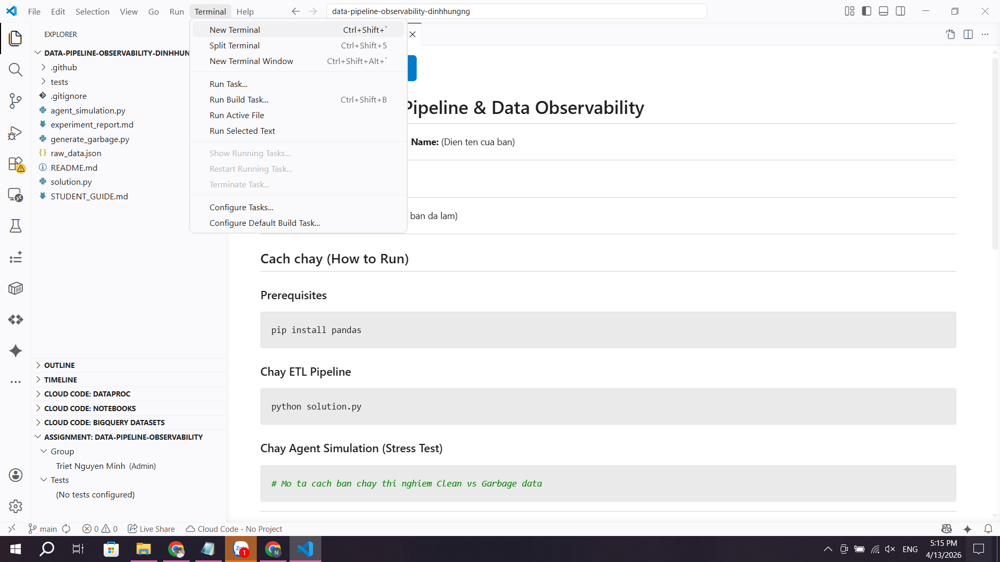 File Edit Selection View Go Run Terminal Help
data-pipeline-observability-dinhhungng
EXPLORER
DATA-PIPELINE-OBSERVABILITY-DINHHUN
.github
tests
.gitignore
agent_simulation.py
experiment_report.md
generate_garbage.py
raw_data.json
README.md
solution.py
STUDENT_GUIDE.md
New Terminal Ctrl+Shift+`
Split Terminal Ctrl+Shift+5
New Terminal Window Ctrl+Shift+Alt+`
Run Task...
Run Build Task... Ctrl+Shift+B
Run Active File
Run Selected Text
Show Running Tasks...
Restart Running Task...
Terminate Task...
Configure Tasks...
Configure Default Build Task...
Pipeline & Data Observability
Name: (Dien ten cua ban)
ban da lam)
Cach chay (How to Run)
Prerequisites
pip install pandas
Chay ETL Pipeline
python solution.py
Chay Agent Simulation (Stress Test)
# Mo ta cach ban chay thi nghiem Clean vs Garbage data
OUTLINE
TIMELINE
CLOUD CODE: DATAPROC
CLOUD CODE: NOTEBOOKS
CLOUD CODE: BIGQUERY DATASETS
ASSIGNMENT: DATA-PIPELINE-OBSERVABILITY
Group
Triet Nguyen Minh (Admin)
Tests
(No tests configured)
main 0 0 Live Share Cloud Code - No Project
Zalo 1
N
ENG
5:15 PM
4/13/2026